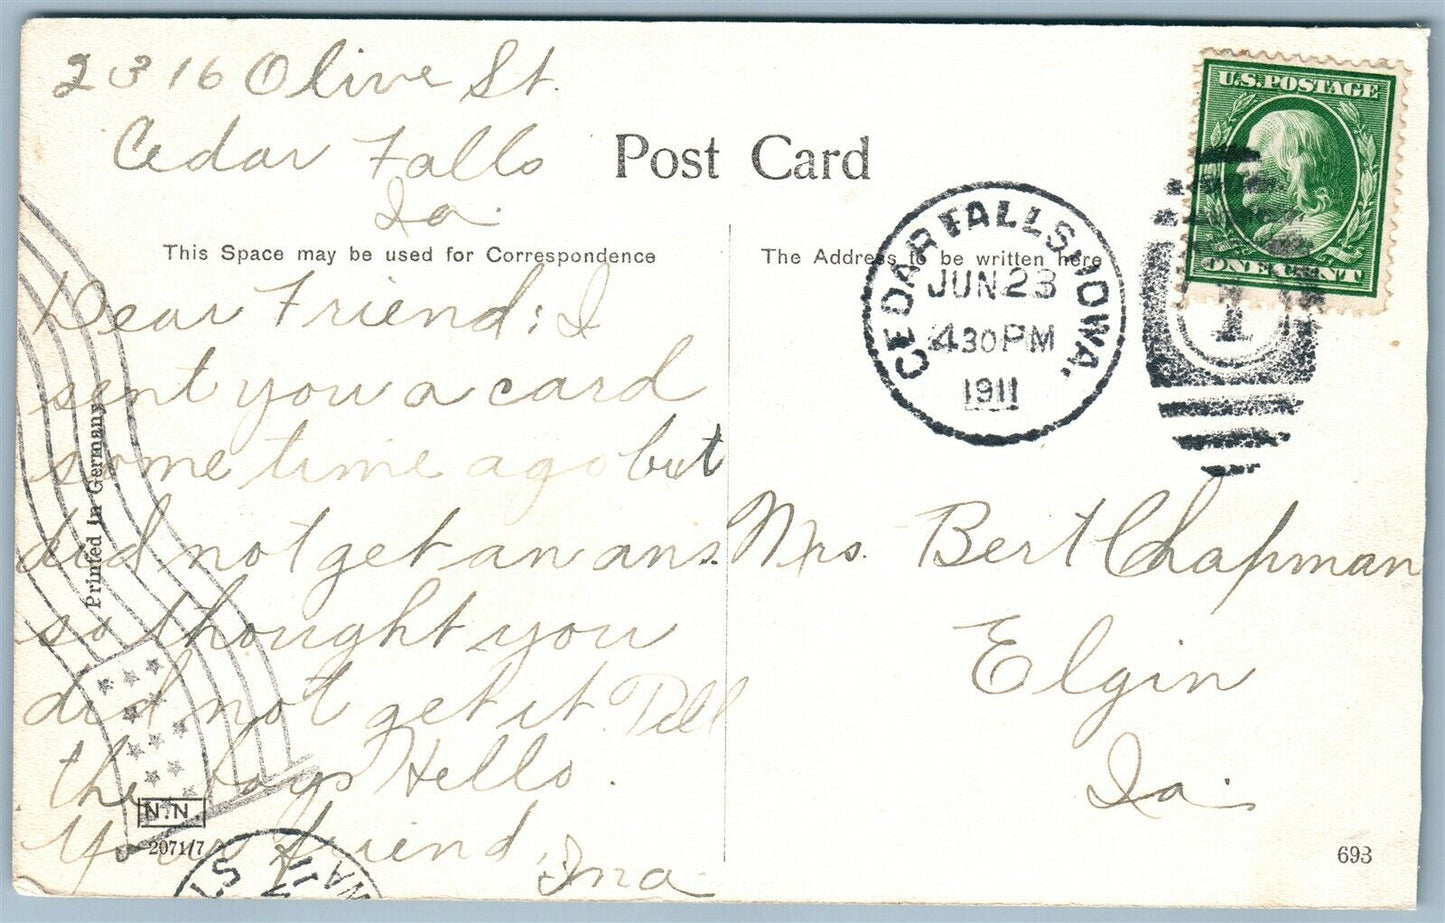 2316 Olive St.
Cedar Falls
Ia.
Post Card
U.S. POSTAGE
ONE CENT
This Space may be used for Correspondence
The Address to be written here
CEDAR FALLS, IOWA.
JUN 23
430 PM
1911
1
Dear Friend: I
sent you a card
some time ago but
did not get an ans.
so thought you
did not get it Tell
the boys Hello.
Your friend,
Ina
Mrs. Bert Chapman
Elgin
Ia.
Printed in Germany
N.N.
2071/7
693